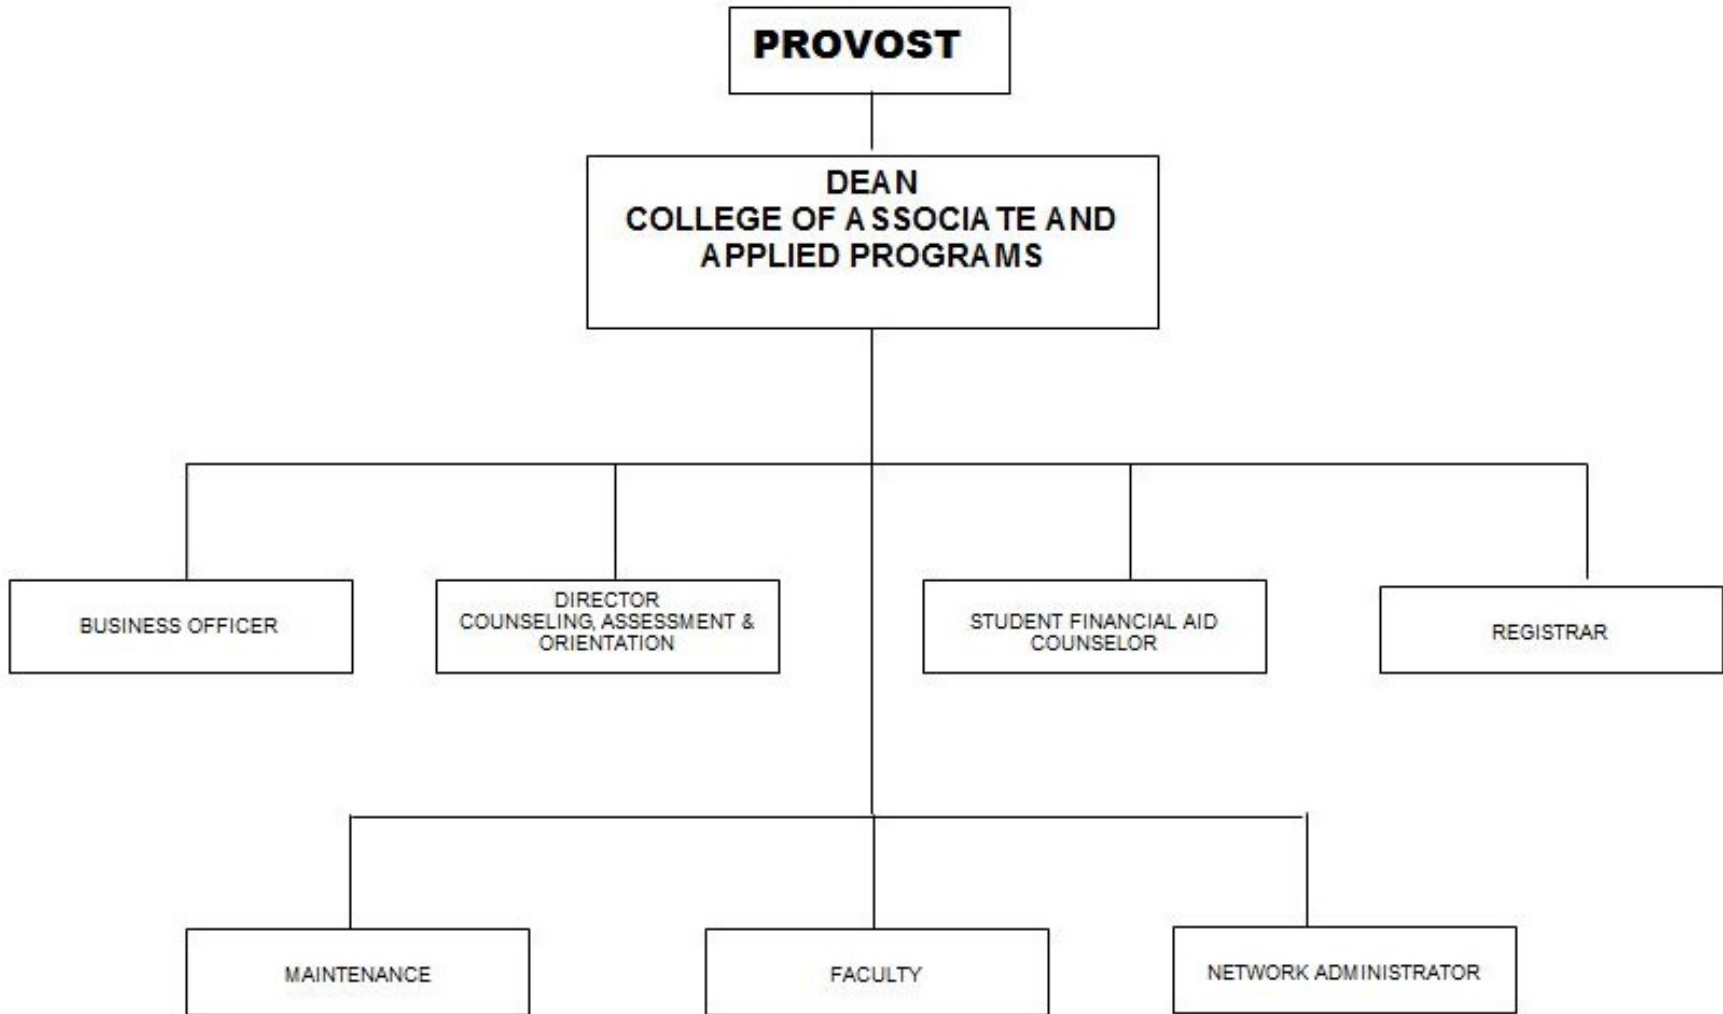 PROVOST
DEAN
COLLEGE OF ASSOCIATE AND
APPLIED PROGRAMS
BUSINESS OFFICER
DIRECTOR
COUNSELING, ASSESSMENT &
ORIENTATION
STUDENT FINANCIAL AID
COUNSELOR
REGISTRAR
MAINTENANCE
FACULTY
NETWORK ADMINISTRATOR